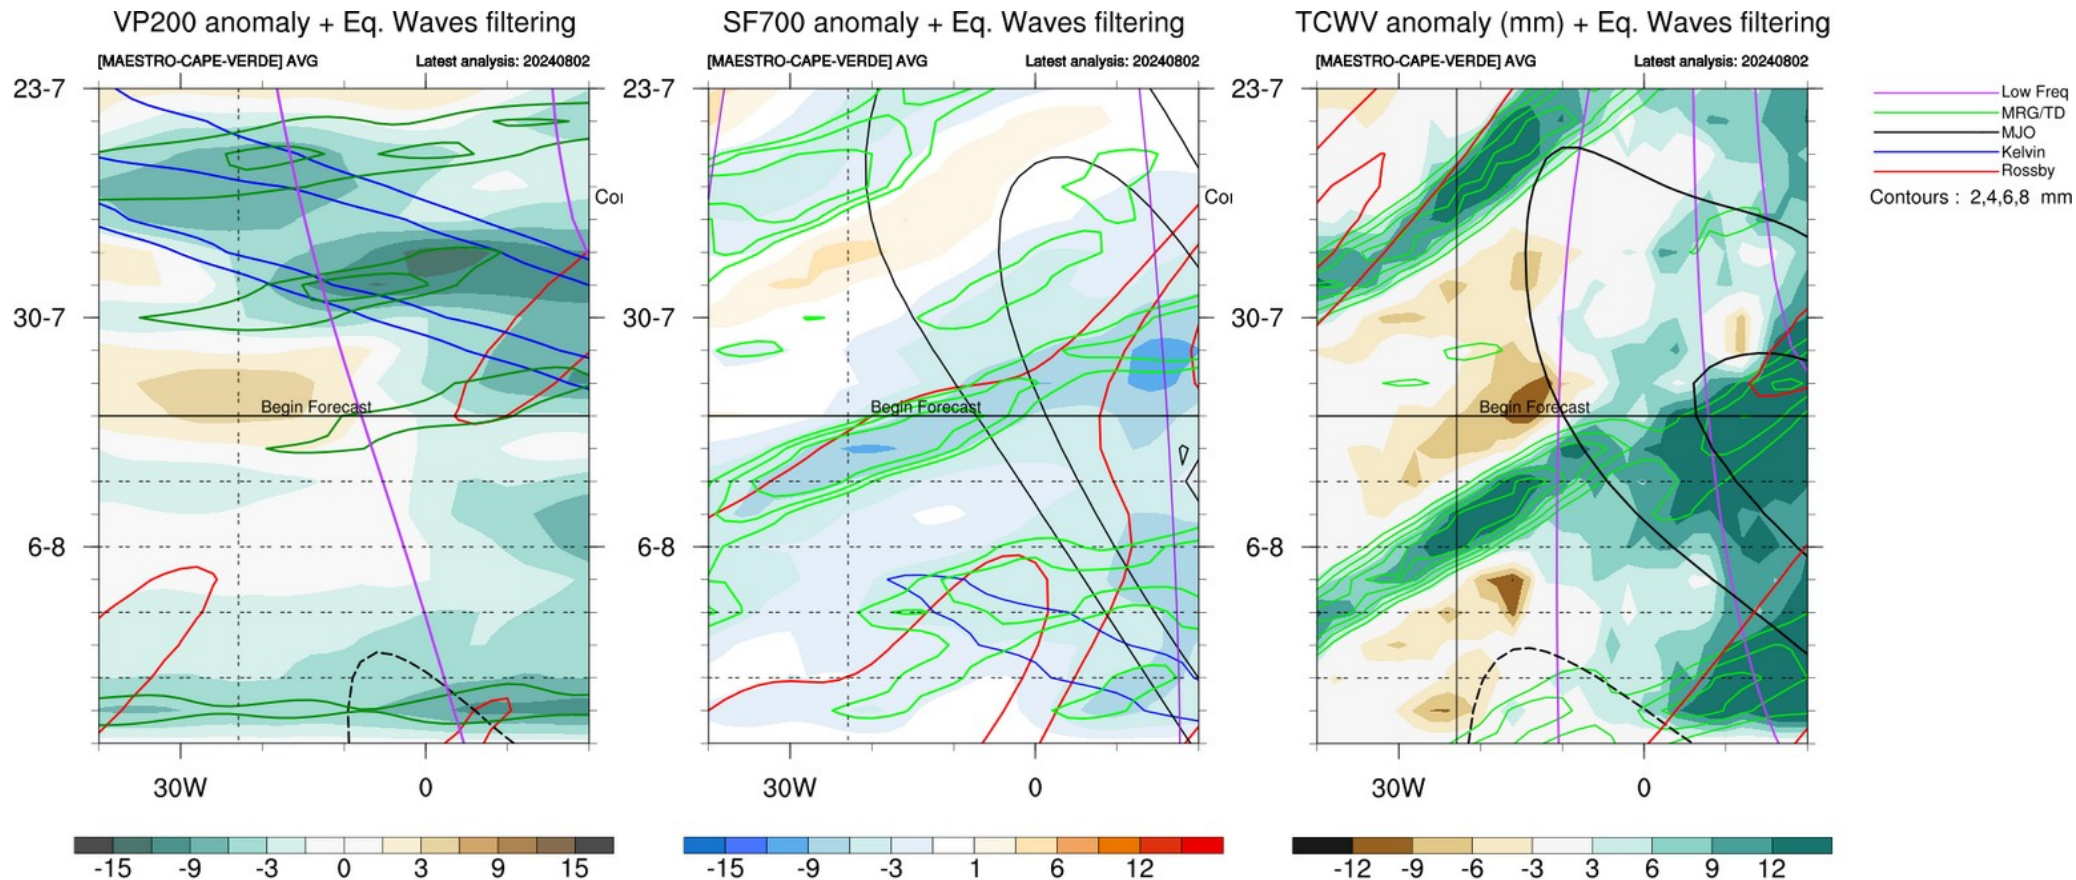 VP200 anomaly + Eq. Waves filtering
SF700 anomaly + Eq. Waves filtering
TCWV anomaly (mm) + Eq. Waves filtering
[MAESTRO-CAPE-VERDE] AVG
Latest analysis: 20240802
[MAESTRO-CAPE-VERDE] AVG
Latest analysis: 20240802
[MAESTRO-CAPE-VERDE] AVG
Latest analysis: 20240802
23-7
30-7
6-8
Begin Forecast
30W 0
-15 -9 -3 0 3 9 15
23-7
30-7
6-8
Begin Forecast
30W 0
-15 -9 -3 1 6 12
23-7
30-7
6-8
Begin Forecast
30W 0
-12 -9 -6 -3 3 6 9 12
Low Freq
MRG/TD
MJO
Kelvin
Rossby
Contours : 2,4,6,8 mm